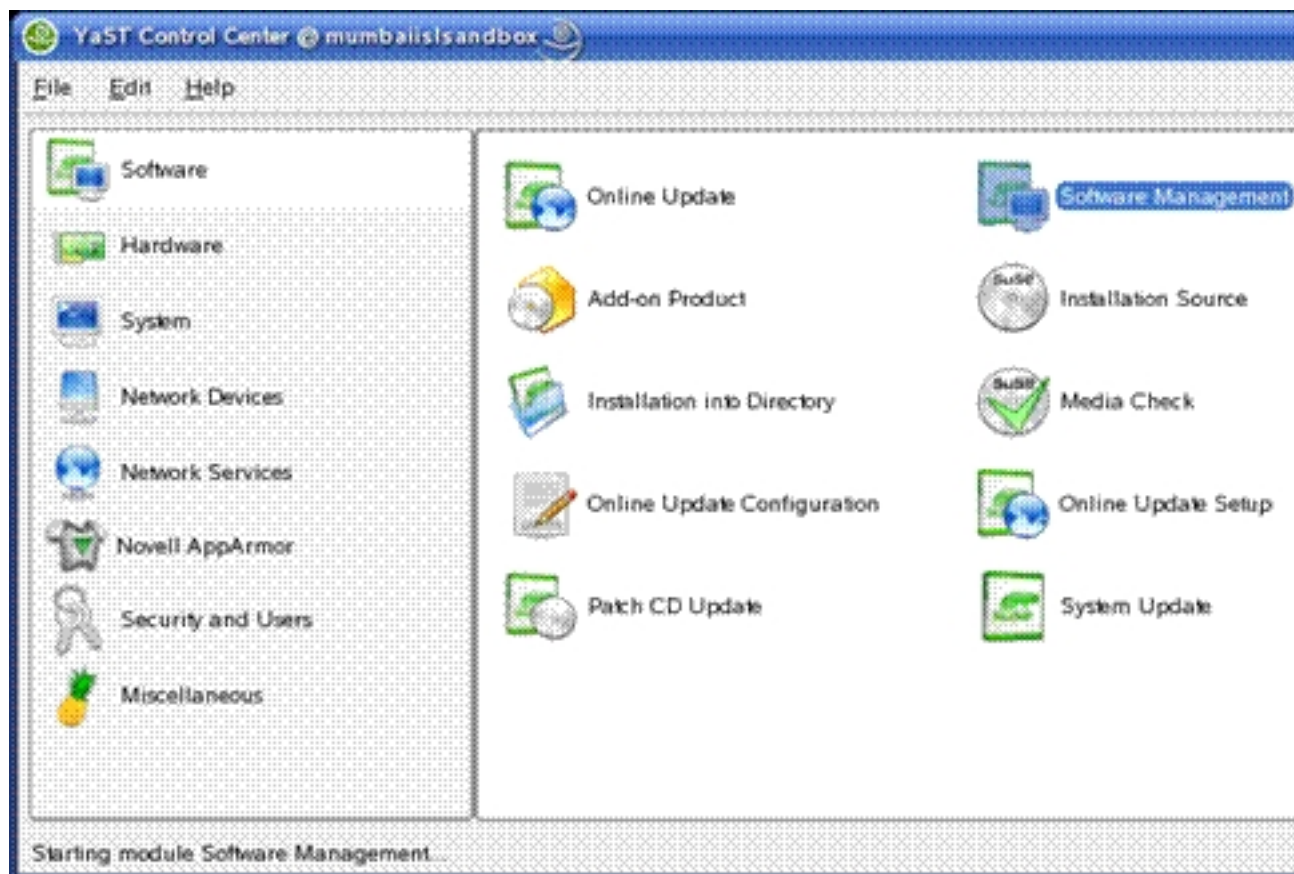 YaST Control Center @ mumbaiislsandbox
File Edit Help
Software
Hardware
System
Network Devices
Network Services
Novell AppArmor
Security and Users
Miscellaneous
Online Update
Software Management
Add-on Product
SuSE
Installation Source
Installation into Directory
SuSE
Media Check
Online Update Configuration
Online Update Setup
Patch CD Update
System Update
Starting module Software Management...